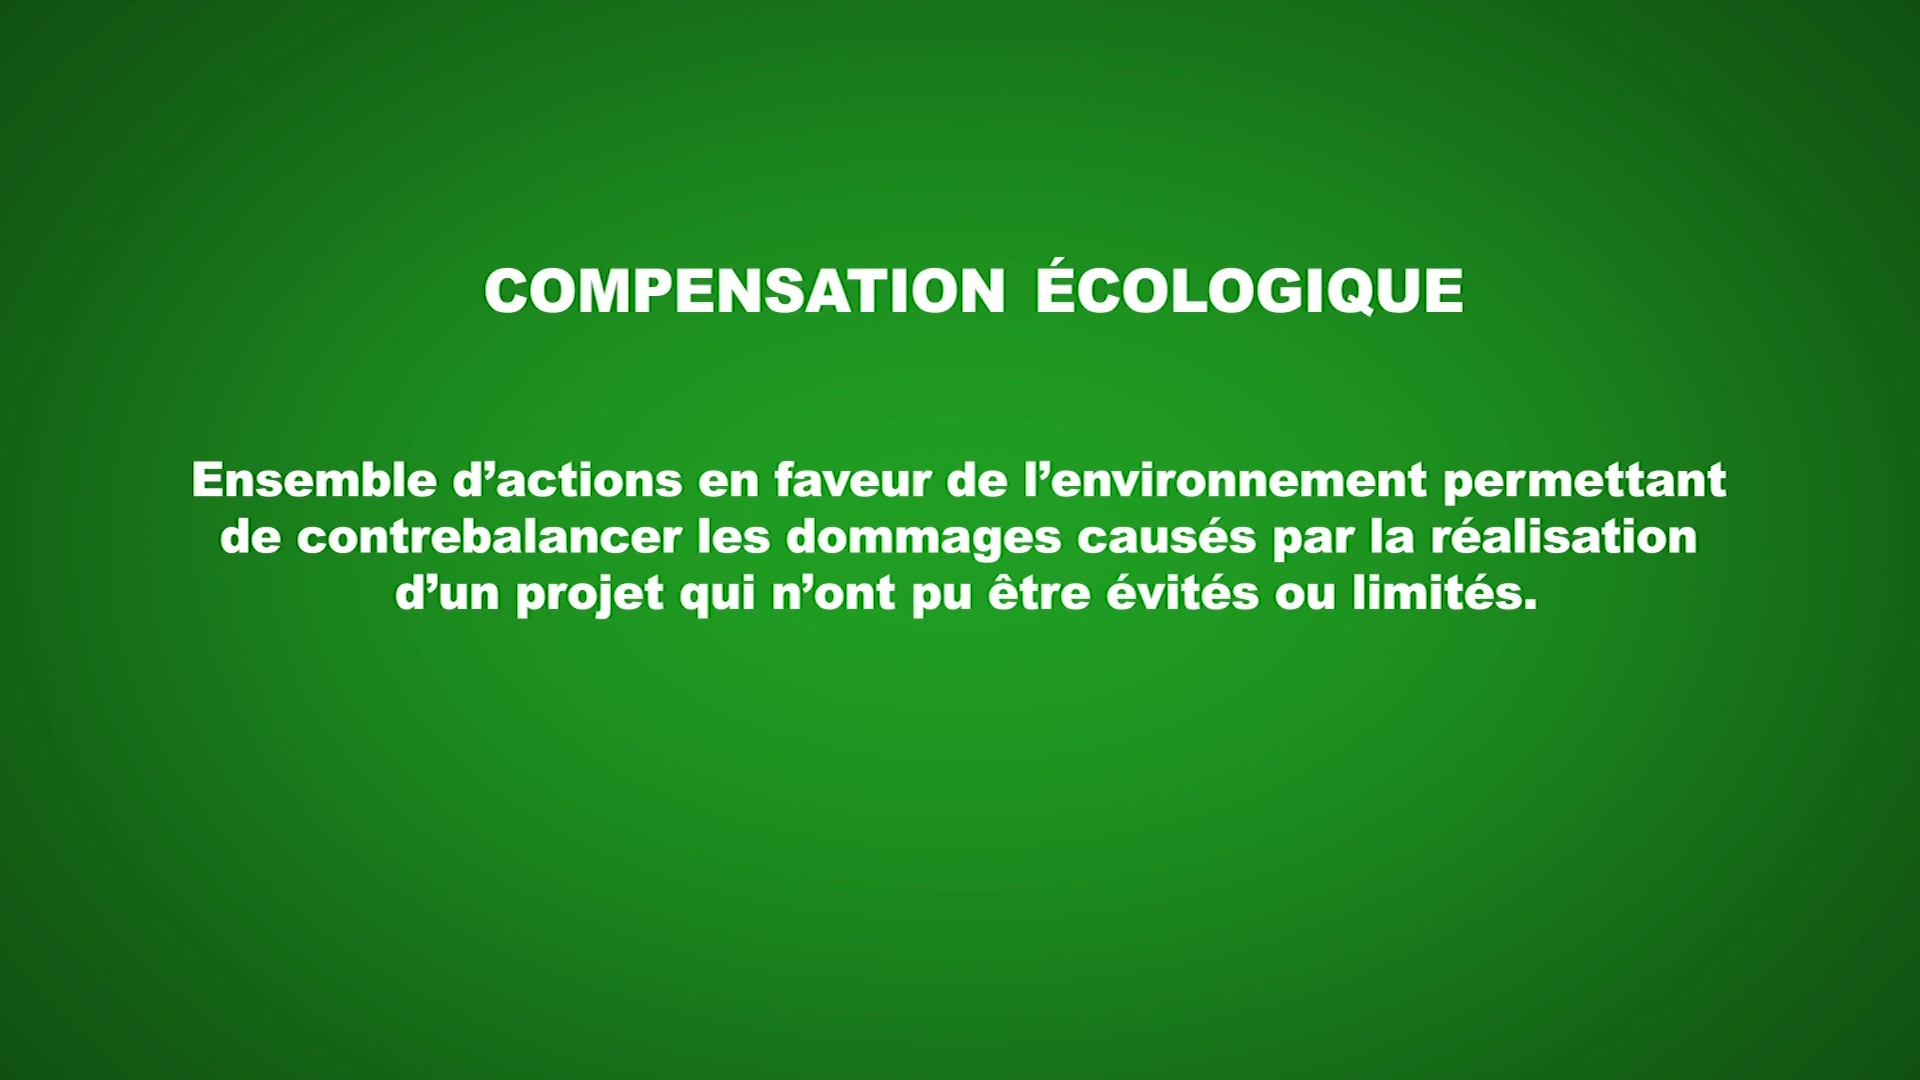 COMPENSATION ÉCOLOGIQUE
Ensemble d’actions en faveur de l’environnement permettant
de contrebalancer les dommages causés par la réalisation
d’un projet qui n’ont pu être évités ou limités.